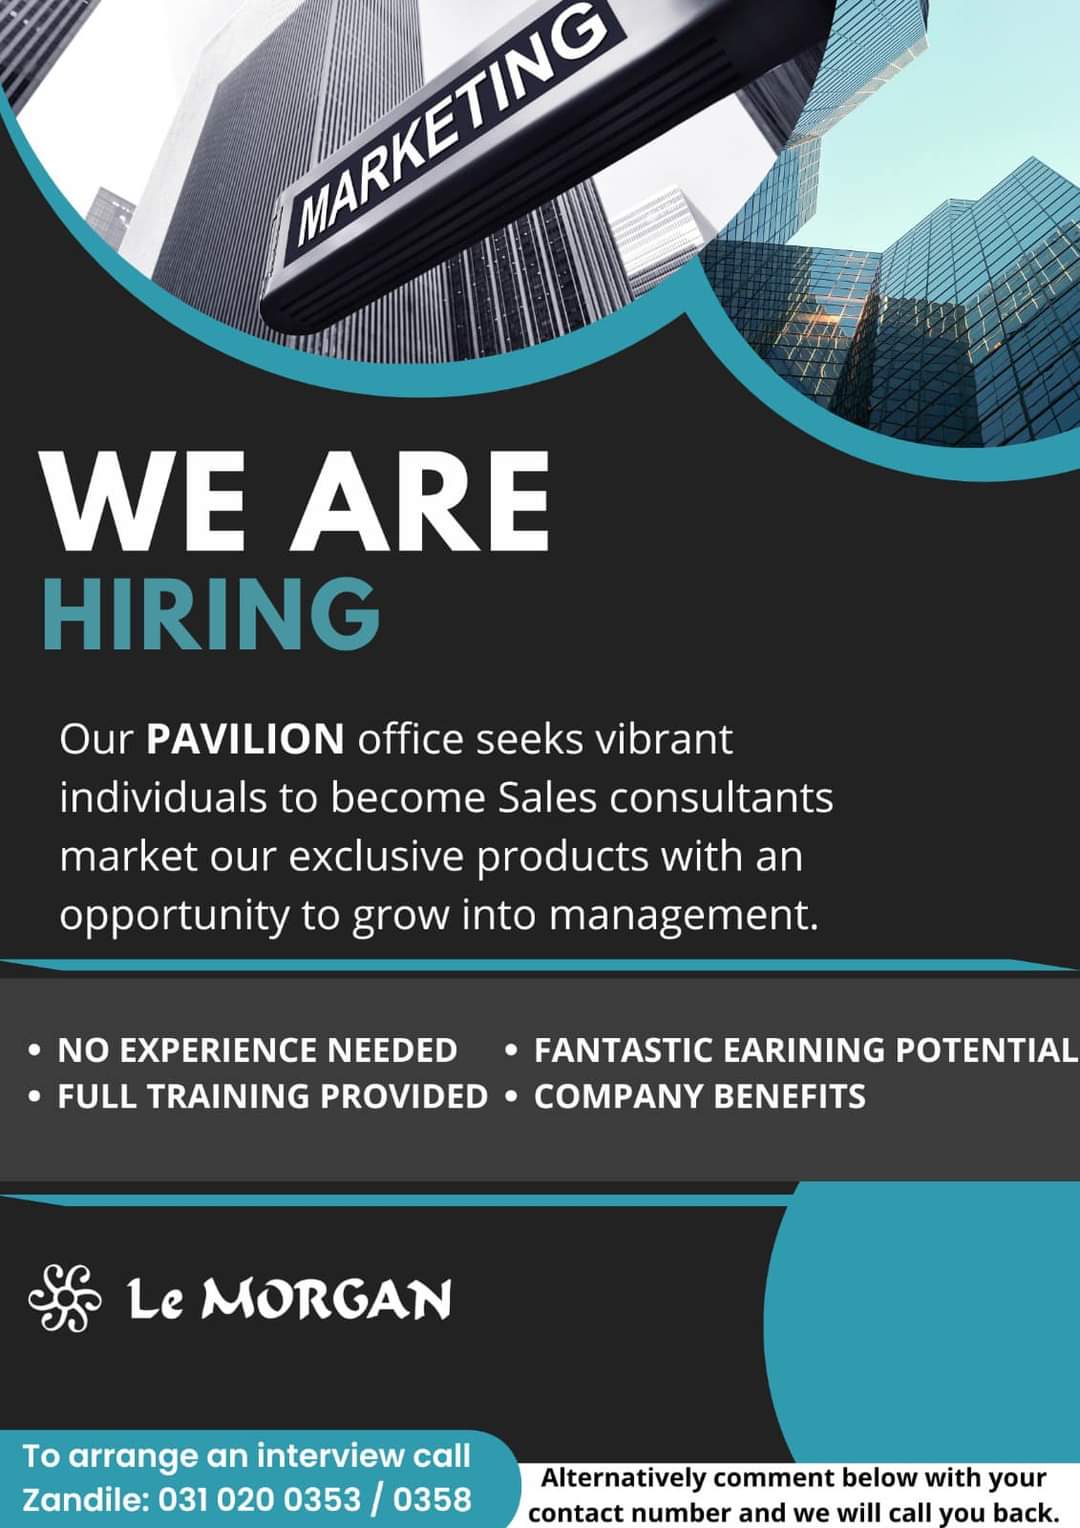 MARKETING
WE ARE
HIRING
Our PAVILION office seeks vibrant
individuals to become Sales consultants
market our exclusive products with an
opportunity to grow into management.
• NO EXPERIENCE NEEDED
• FULL TRAINING PROVIDED
• FANTASTIC EARINING POTENTIAL
• COMPANY BENEFITS
Le MORGAN
To arrange an interview call
Zandile: 031 020 0353 / 0358
Alternatively comment below with your
contact number and we will call you back.